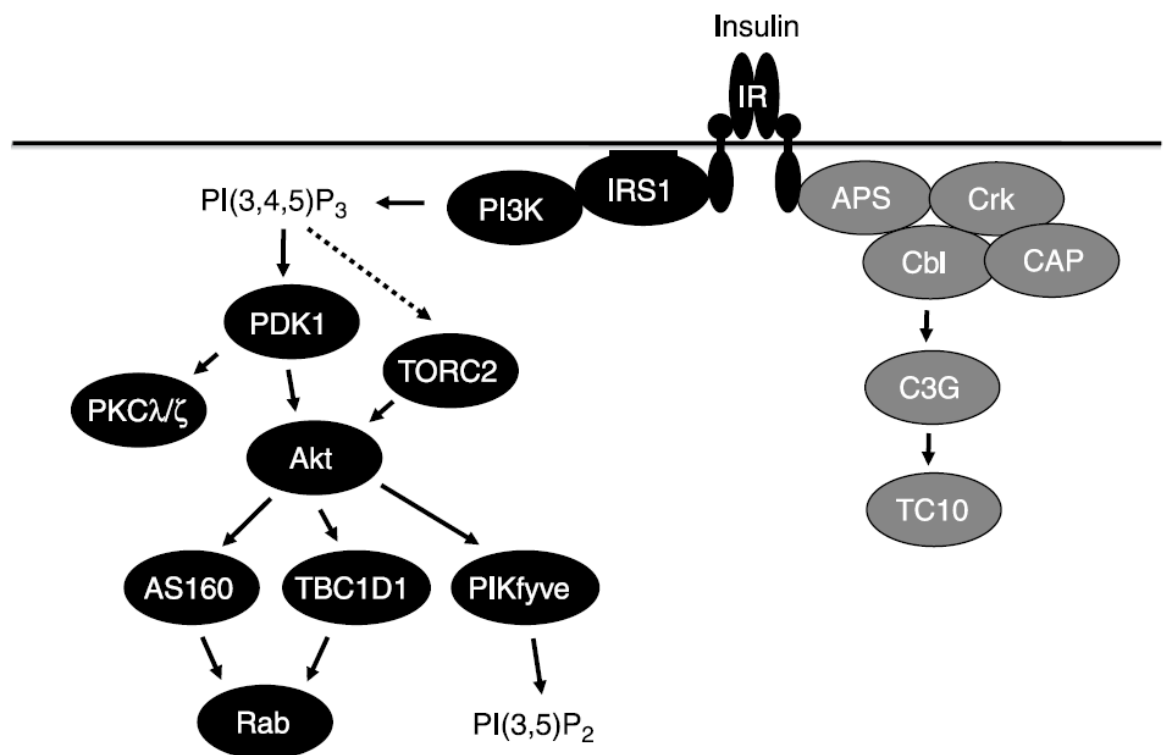 Insulin
IR
IRS1
PI3K
PI(3,4,5)P₃
APS
Crk
Cbl
CAP
PDK1
TORC2
PKCλ/ζ
C3G
Akt
TC10
AS160
TBC1D1
PIKfyve
Rab
PI(3,5)P₂